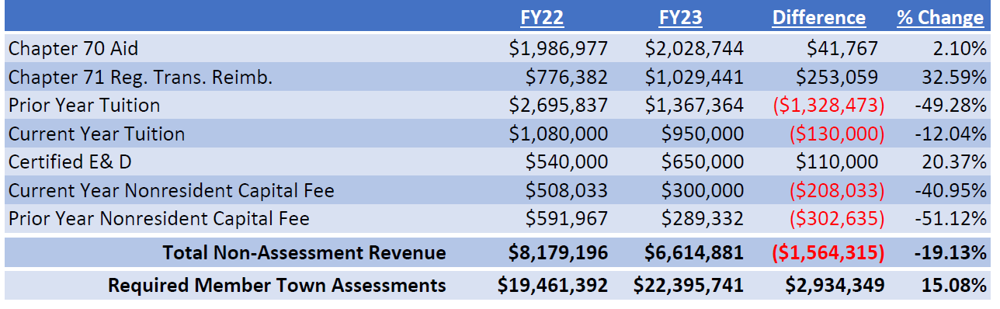 FY22 FY23 Difference % Change
Chapter 70 Aid $1,986,977 $2,028,744 $41,767 2.10%
Chapter 71 Reg. Trans. Reimb. $776,382 $1,029,441 $253,059 32.59%
Prior Year Tuition $2,695,837 $1,367,364 ($1,328,473) -49.28%
Current Year Tuition $1,080,000 $950,000 ($130,000) -12.04%
Certified E& D $540,000 $650,000 $110,000 20.37%
Current Year Nonresident Capital Fee $508,033 $300,000 ($208,033) -40.95%
Prior Year Nonresident Capital Fee $591,967 $289,332 ($302,635) -51.12%
Total Non-Assessment Revenue $8,179,196 $6,614,881 ($1,564,315) -19.13%
Required Member Town Assessments $19,461,392 $22,395,741 $2,934,349 15.08%